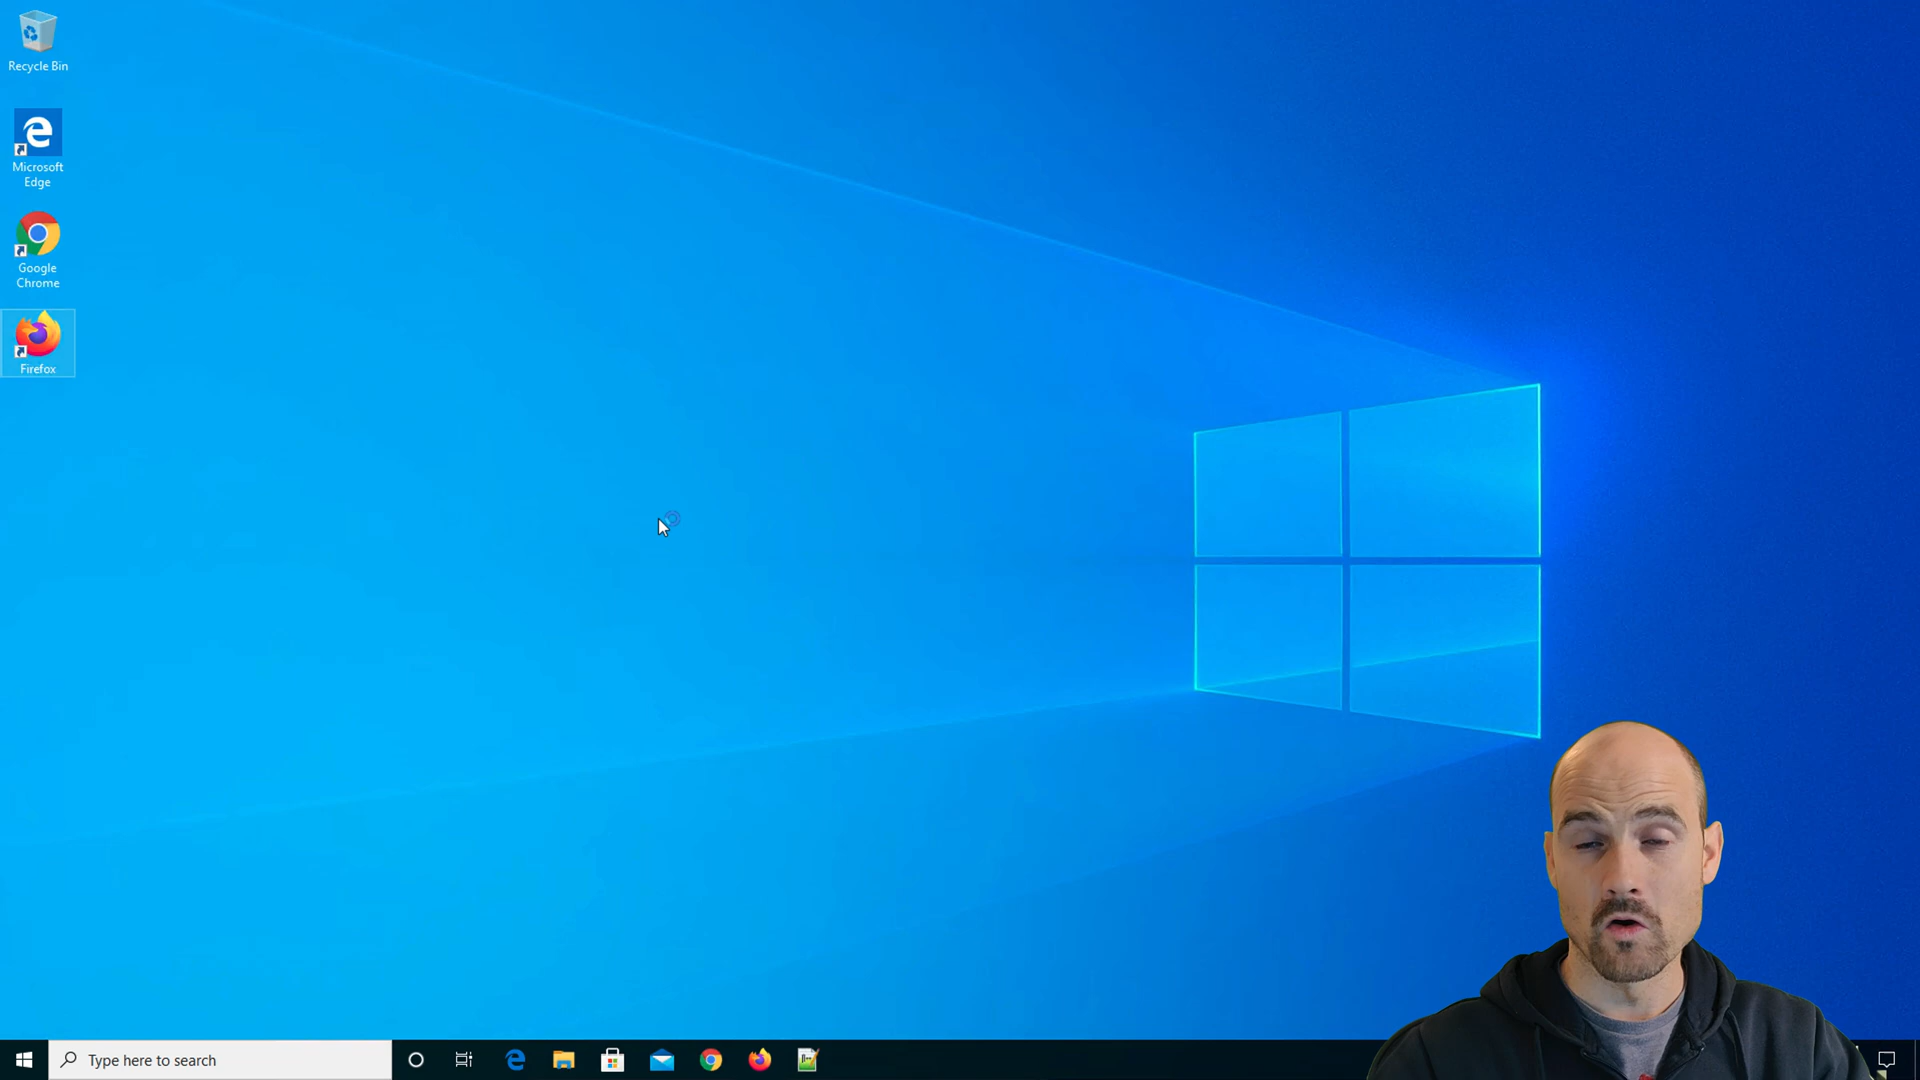 Recycle Bin
Microsoft
Edge
Google
Chrome
Firefox
Type here to search